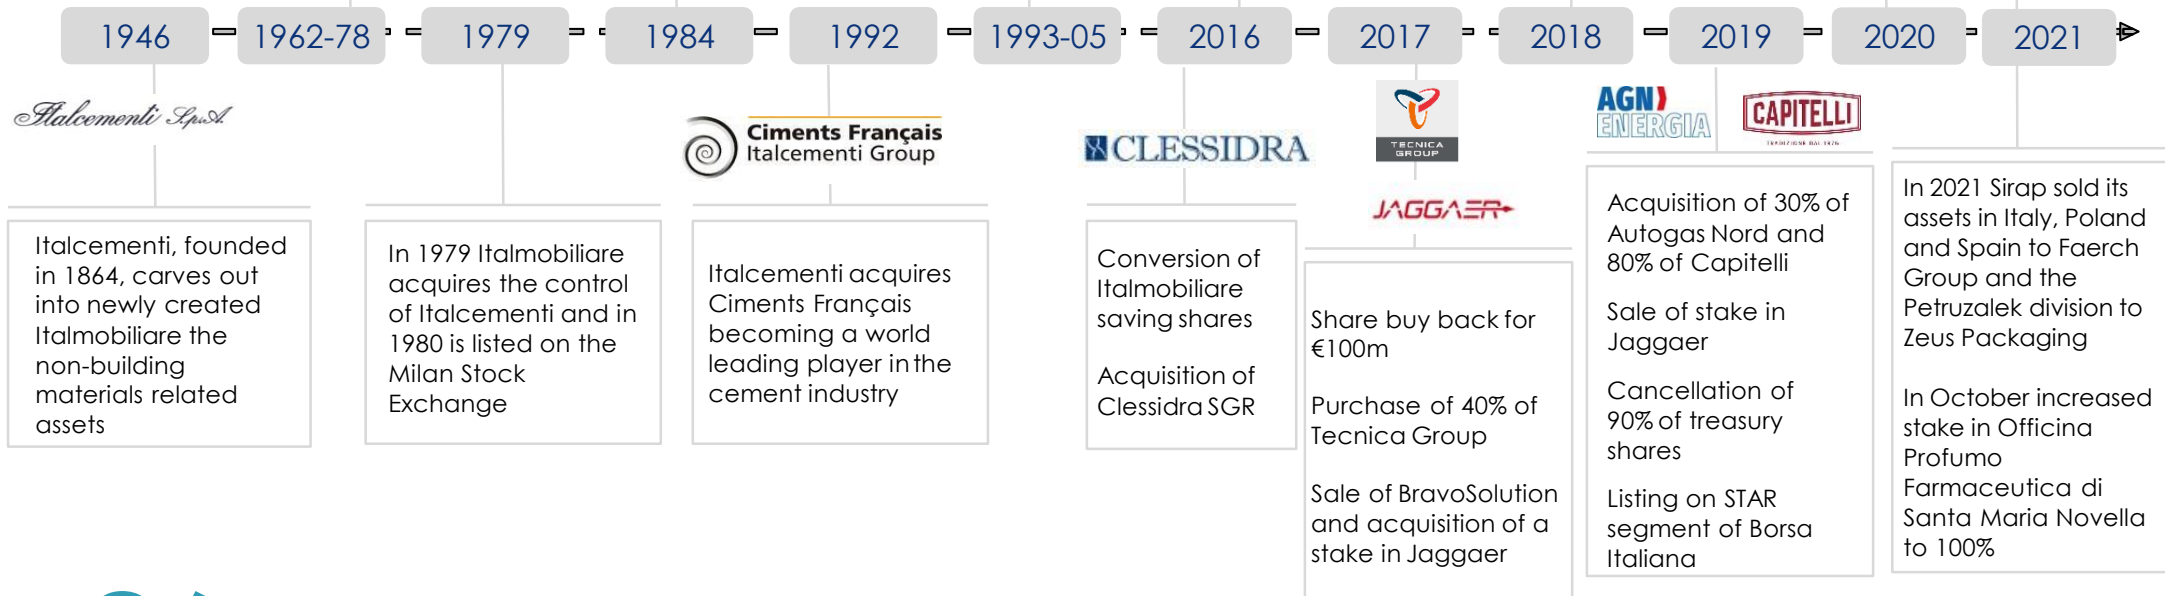 1946
1962-78
1979
1984
1992
1993-05
2016
2017
2018
2019
2020
2021
Italcementi S.p.A.
Ciments Français
Italcementi Group
CLESSIDRA
TECNICA
GROUP
JAGGAER
AGN
ENERGIA
CAPITELLI
TRADIZIONE DAL 1976
Italcementi, founded
in 1864, carves out
into newly created
Italmobiliare the
non-building
materials related
assets
In 1979 Italmobiliare
acquires the control
of Italcementi and in
1980 is listed on the
Milan Stock
Exchange
Italcementi acquires
Ciments Français
becoming a world
leading player in the
cement industry
Conversion of
Italmobiliare
saving shares
Acquisition of
Clessidra SGR
Share buy back for
€100m
Purchase of 40% of
Tecnica Group
Sale of BravoSolution
and acquisition of a
stake in Jaggaer
Acquisition of 30% of
Autogas Nord and
80% of Capitelli
Sale of stake in
Jaggaer
Cancellation of
90% of treasury
shares
Listing on STAR
segment of Borsa
Italiana
In 2021 Sirap sold its
assets in Italy, Poland
and Spain to Faerch
Group and the
Petruzalek division to
Zeus Packaging
In October increased
stake in Officina
Profumo
Farmaceutica di
Santa Maria Novella
to 100%